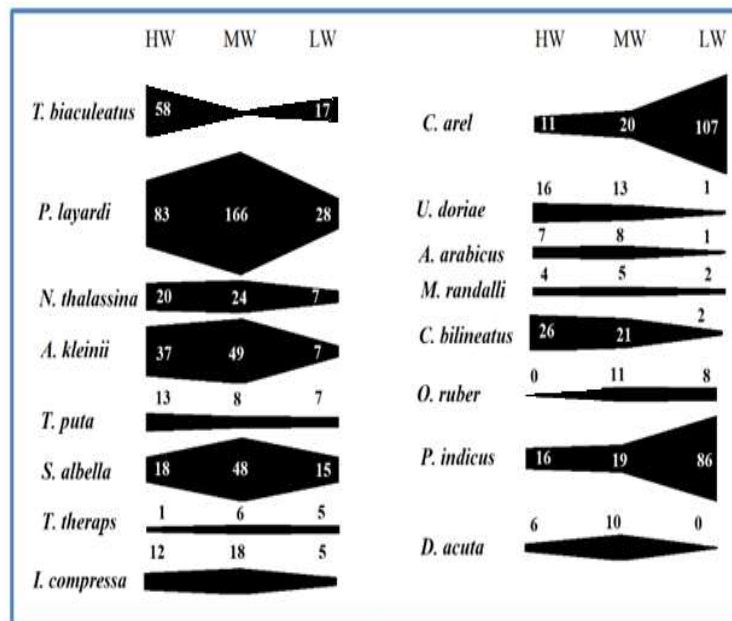 HW MW LW
T. biaculeatus 58 17
P. layardi 83 166 28
N. thalassina 20 24 7
A. kleinii 37 49 7
13 8 7
T. puta
S. albella 18 48 15
1 6 5
T. theraps
12 18 5
I. compressa
HW MW LW
C. arel 11 20 107
16 13 1
U. doriae
7 8 1
A. arabicus
4 5 2
M. randalli
2
C. bilineatus 26 21
0 11 8
O. ruber
P. indicus 16 19 86
6 10 0
D. acuta